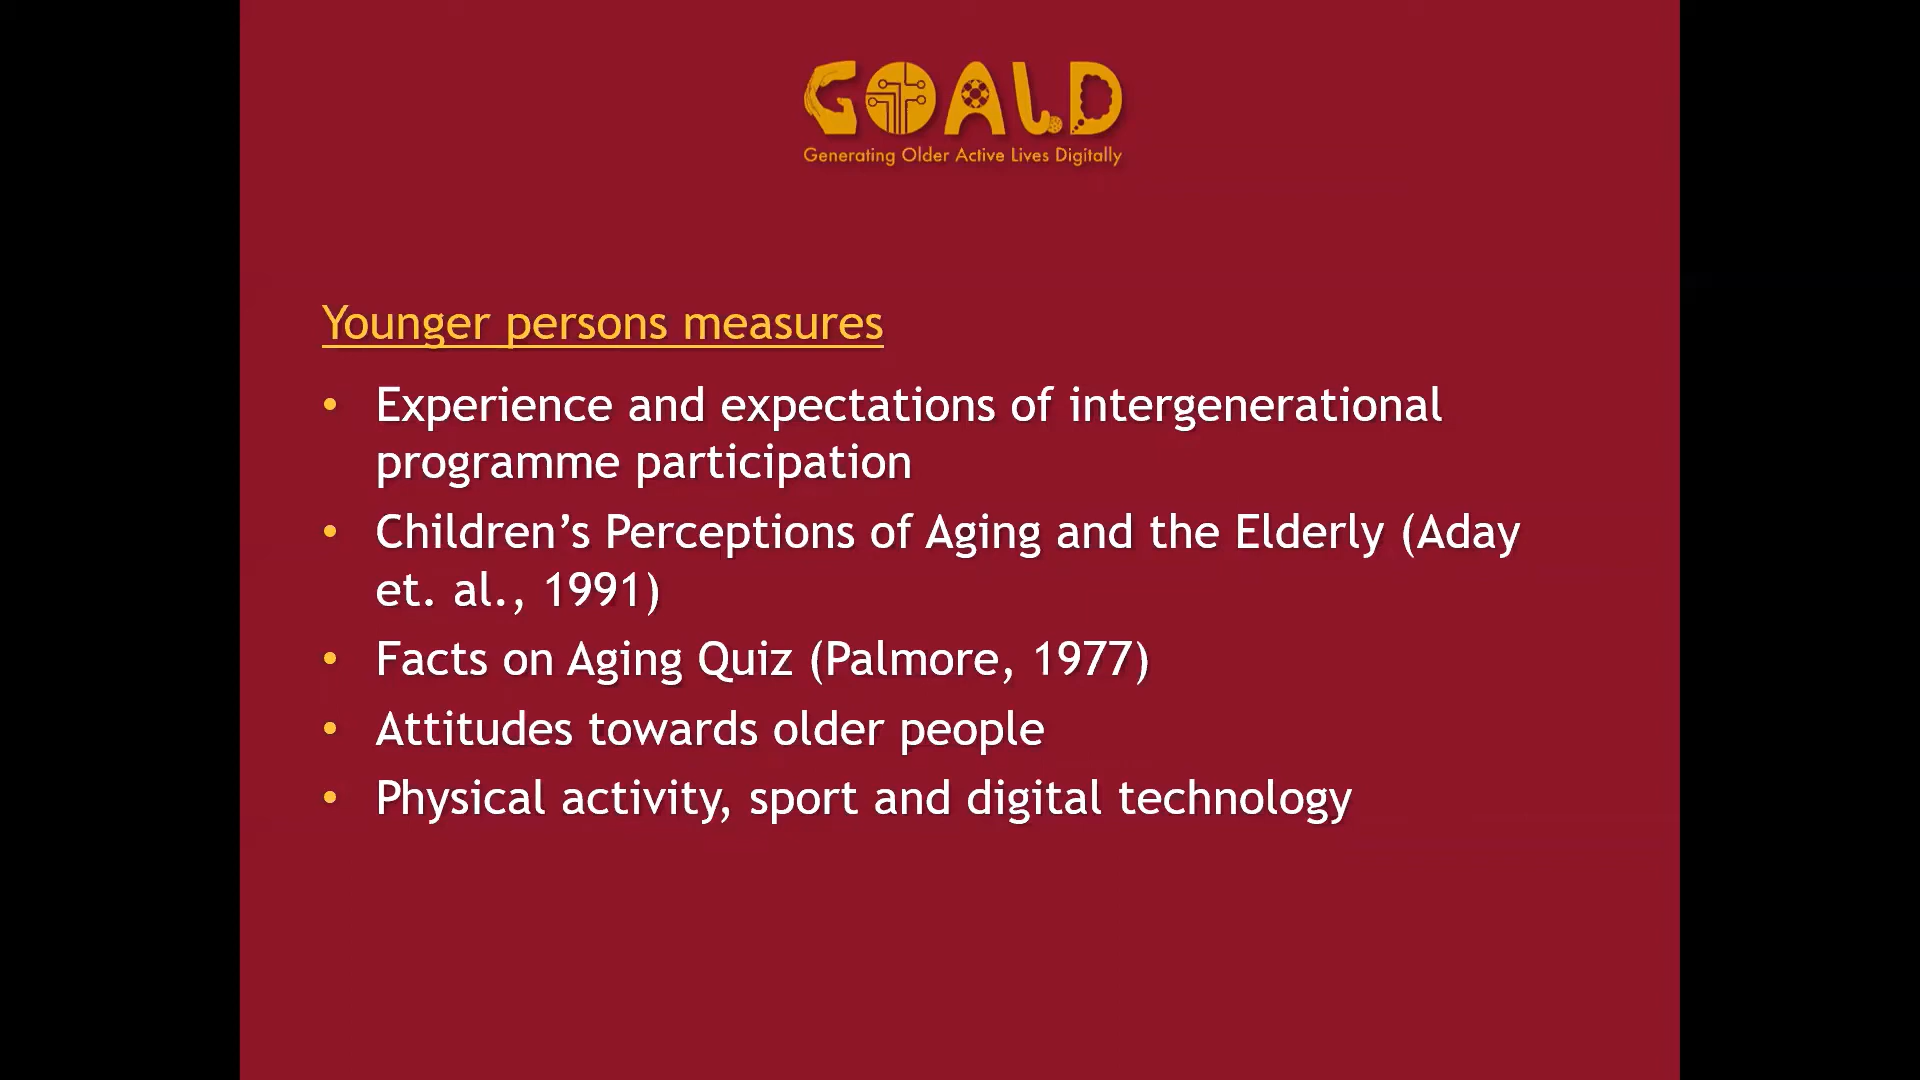 GOALD
Generating Older Active Lives Digitally
Younger persons measures
• Experience and expectations of intergenerational
programme participation
• Children’s Perceptions of Aging and the Elderly (Aday
et. al., 1991)
• Facts on Aging Quiz (Palmore, 1977)
• Attitudes towards older people
• Physical activity, sport and digital technology